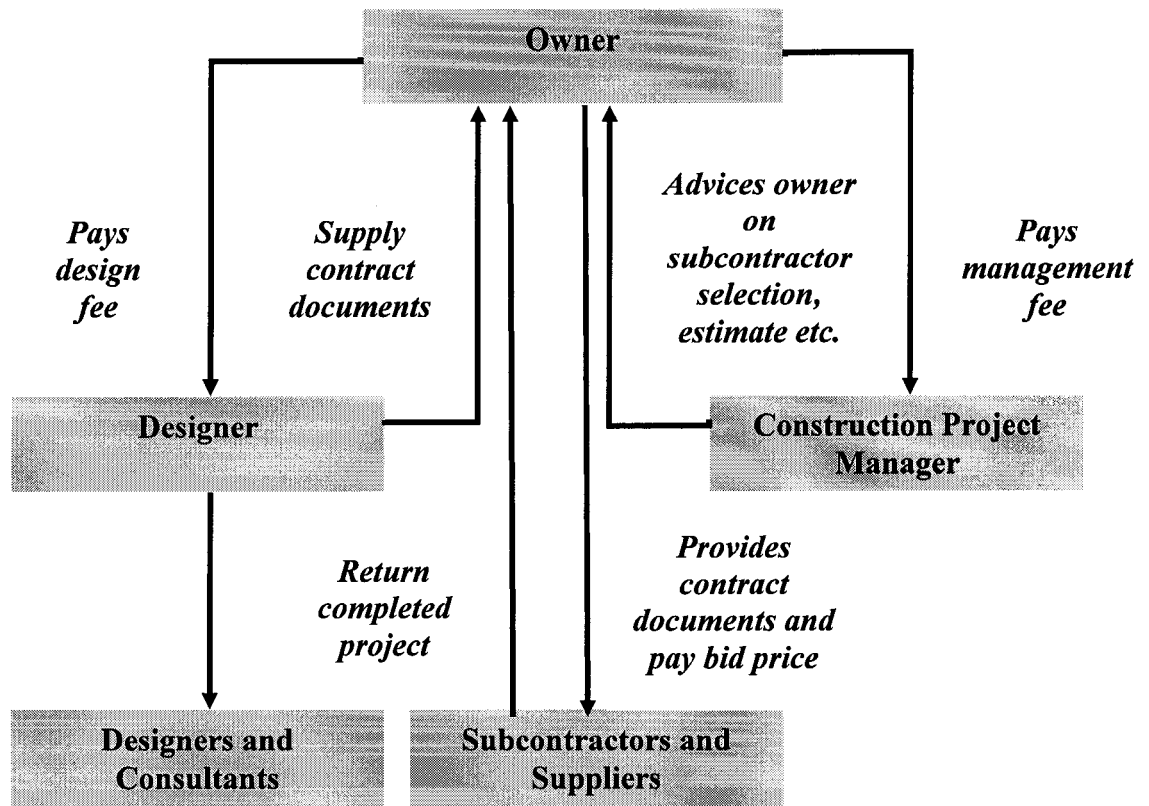 Owner
Pays
design
fee
Supply
contract
documents
Advices owner
on
subcontractor
selection,
estimate etc.
Pays
management
fee
Designer
Construction Project
Manager
Return
completed
project
Provides
contract
documents and
pay bid price
Designers and
Consultants
Subcontractors and
Suppliers